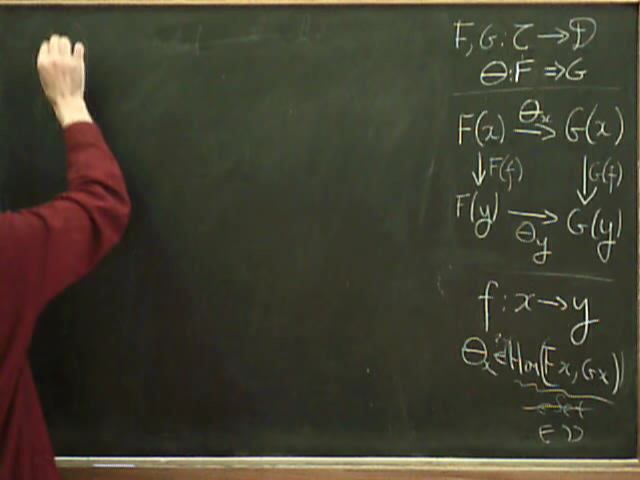 F, G : C → D
Θ : F ⇒ G
F(x) Θx → G(x)
↓ F(f) ↓ G(f)
F(y) → Θy G(y)
f : x → y
Θx ∈ Hom(Fx, Gx)
∈ D